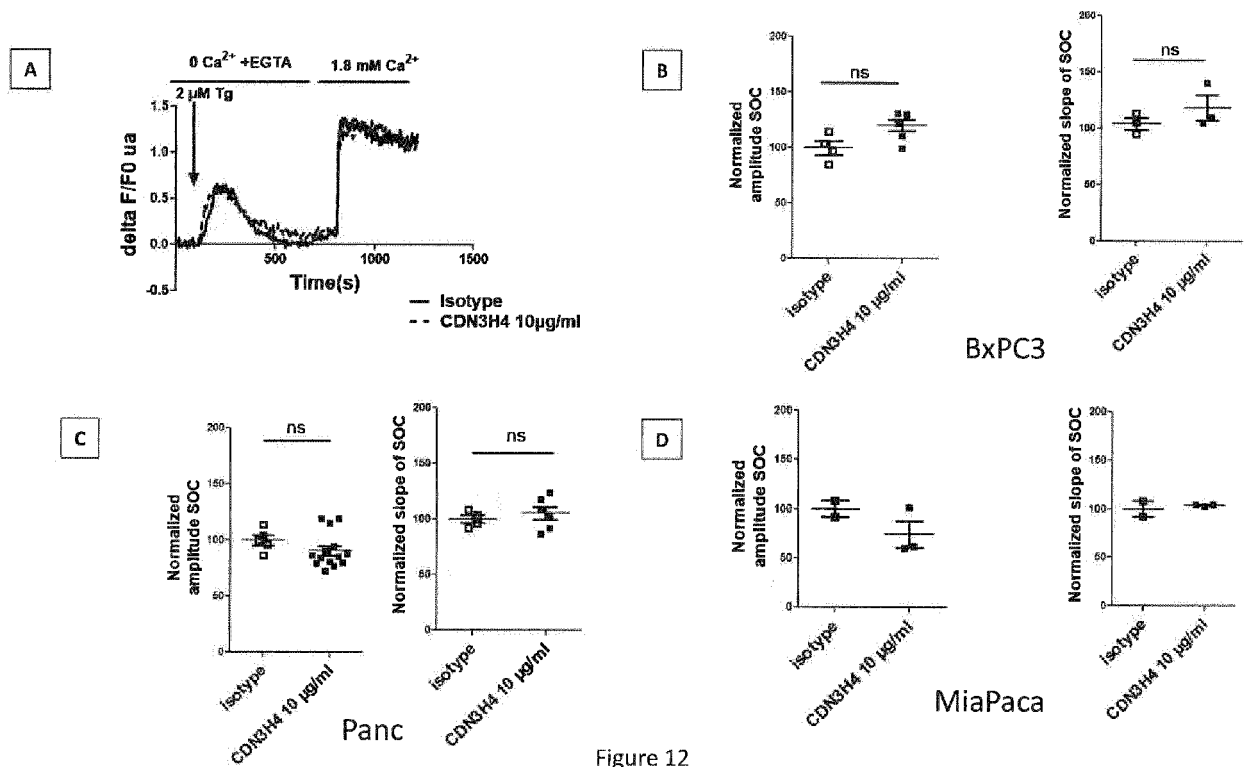 A
0 Ca²⁺ +EGTA
1.8 mM Ca²⁺
2 µM Tg
delta F/F0 ua
1.5
1.0
0.5
0.0
-0.5
500
1000
1500
Time(s)
Isotype
CDN3H4 10µg/ml
B
Normalized
amplitude SOC
200
150
100
50
0
ns
isotype
CDN3H4 10 µg/ml
Normalized slope of SOC
200
150
100
50
0
ns
isotype
CDN3H4 10 µg/ml
BxPC3
C
Normalized
amplitude SOC
200
150
100
50
0
ns
isotype
CDN3H4 10 µg/ml
Normalized slope of SOC
200
150
100
50
0
ns
isotype
CDN3H4 10 µg/ml
Panc
D
Normalized
amplitude SOC
200
150
100
50
0
isotype
CDN3H4 10 µg/ml
Normalized slope of SOC
200
150
100
50
0
isotype
CDN3H4 10 µg/ml
MiaPaca
Figure 12